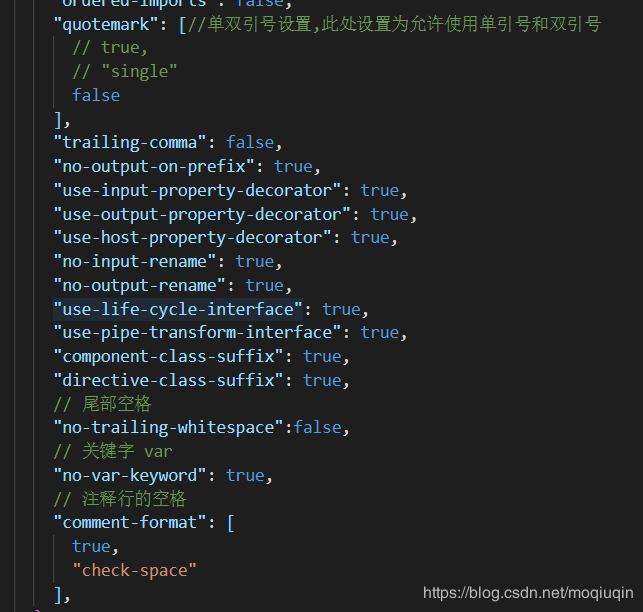 "ordered-imports": false,
"quotemark": [//单双引号设置,此处设置为允许使用单引号和双引号
// true,
// "single"
false
],
"trailing-comma": false,
"no-output-on-prefix": true,
"use-input-property-decorator": true,
"use-output-property-decorator": true,
"use-host-property-decorator": true,
"no-input-rename": true,
"no-output-rename": true,
"use-life-cycle-interface": true,
"use-pipe-transform-interface": true,
"component-class-suffix": true,
"directive-class-suffix": true,
// 尾部空格
"no-trailing-whitespace":false,
// 关键字 var
"no-var-keyword": true,
// 注释行的空格
"comment-format": [
true,
"check-space"
],
https://blog.csdn.net/moqiuqin